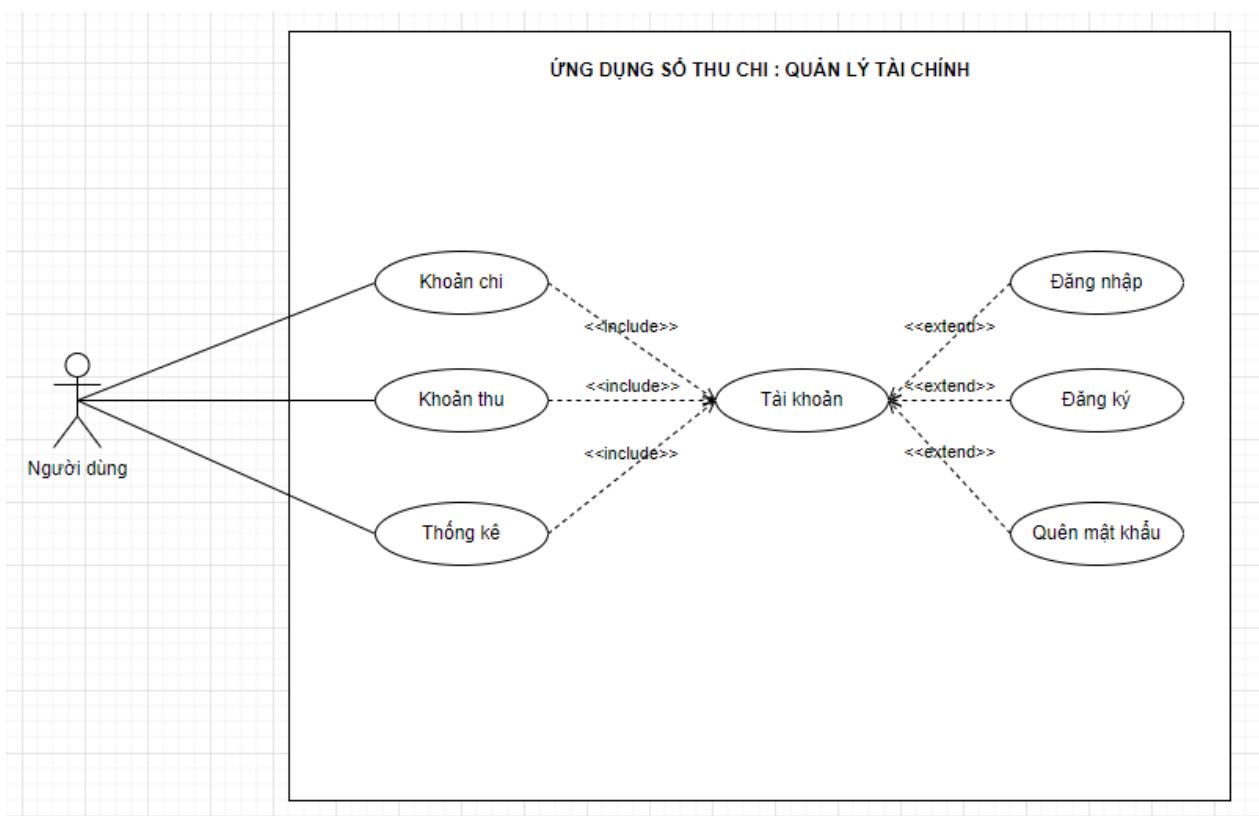 ỨNG DỤNG SỔ THU CHI : QUẢN LÝ TÀI CHÍNH
Khoản chi
Đăng nhập
<<include>>
<<extend>>
<<include>>
<<extend>>
Khoản thu
Tài khoản
Đăng ký
<<include>>
<<extend>>
Người dùng
Thống kê
Quên mật khẩu